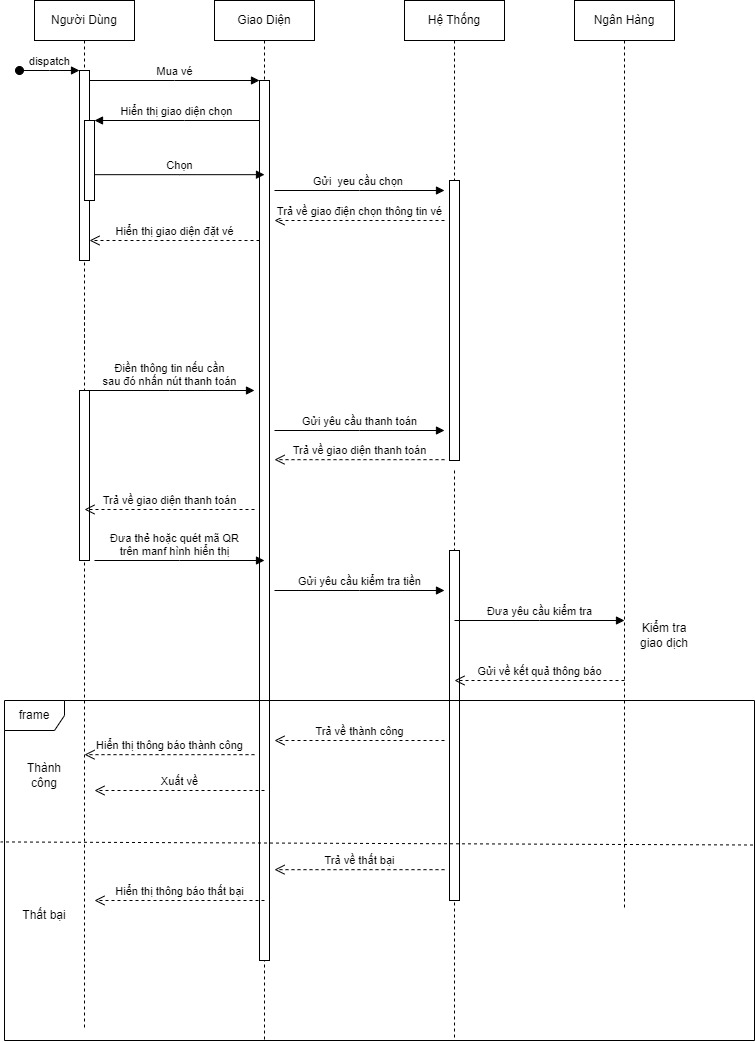 Người Dùng
Giao Diện
Hệ Thống
Ngân Hàng
dispatch
Mua vé
Hiển thị giao diện chọn
Chọn
Gửi yeu cầu chọn
Trả về giao điện chọn thông tin vé
Hiển thị giao diện đặt vé
Điền thông tin nếu cần
sau đó nhấn nút thanh toán
Gửi yêu cầu thanh toán
Trả về giao diện thanh toán
Trả về giao diện thanh toán
Đưa thẻ hoặc quét mã QR
trên manf hình hiển thị
Gửi yêu cầu kiểm tra tiền
Đưa yêu cầu kiểm tra
Kiểm tra
giao dịch
Gửi về kết quả thông báo
frame
Trả về thành công
Hiển thị thông báo thành công
Thành
công
Xuất về
Trả về thất bại
Hiển thị thông báo thất bại
Thất bại